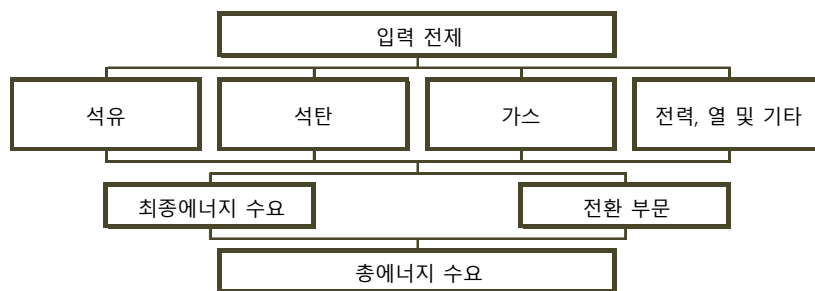 입력 전제
석유
석탄
가스
전력, 열 및 기타
최종에너지 수요
전환 부문
총에너지 수요